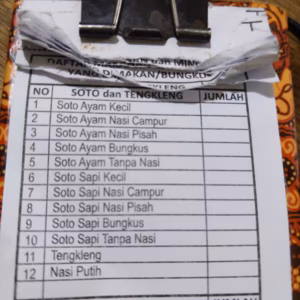 DAFTAR
YANG DIMAKAN/BUNGKUS
NO SOTO dan TENGKLENG JUMLAH
1 Soto Ayam Kecil
2 Soto Ayam Nasi Campur
3 Soto Ayam Nasi Pisah
4 Soto Ayam Bungkus
5 Soto Ayam Tanpa Nasi
6 Soto Sapi Kecil
7 Soto Sapi Nasi Campur
8 Soto Sapi Nasi Pisah
9 Soto Sapi Bungkus
10 Soto Sapi Tanpa Nasi
11 Tengkleng
12 Nasi Putih
JUMLAH